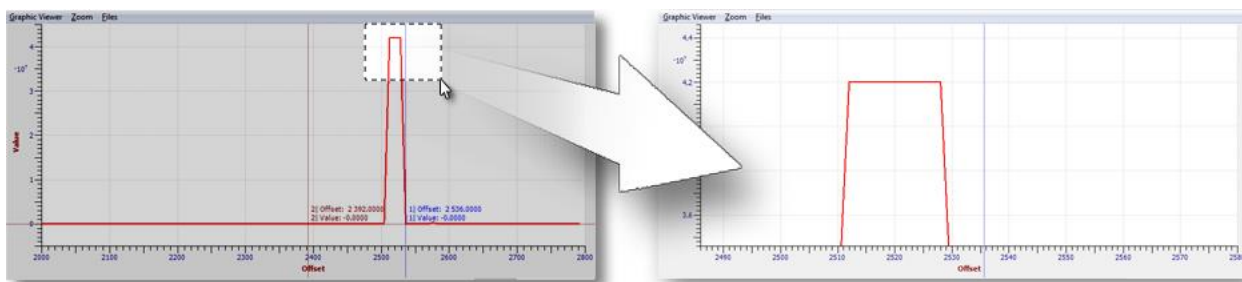 Graphic Viewer Zoom Files
4
·10⁷
3
2
1
0
Value
2| Offset: 2 392.0000
2| Value: -0.0000
1| Offset: 2 536.0000
1| Value: -0.0000
2000 2100 2200 2300 2400 2500 2600 2700 2800
Offset
Graphic Viewer Zoom Files
4,4
4,2
3,8
2490 2500 2510 2520 2530 2540 2550 2560 2570
Offset